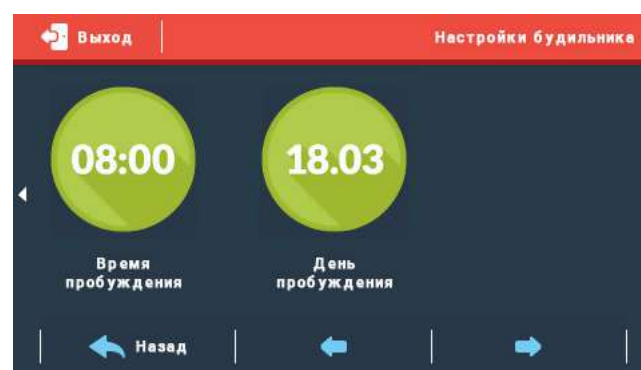 Выход
Настройки будильника
08:00
18.03
Время
пробуждения
День
пробуждения
Назад